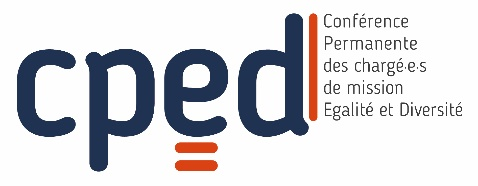 cped
Conférence
Permanente
des chargé·e·s
de mission
Egalité et Diversité